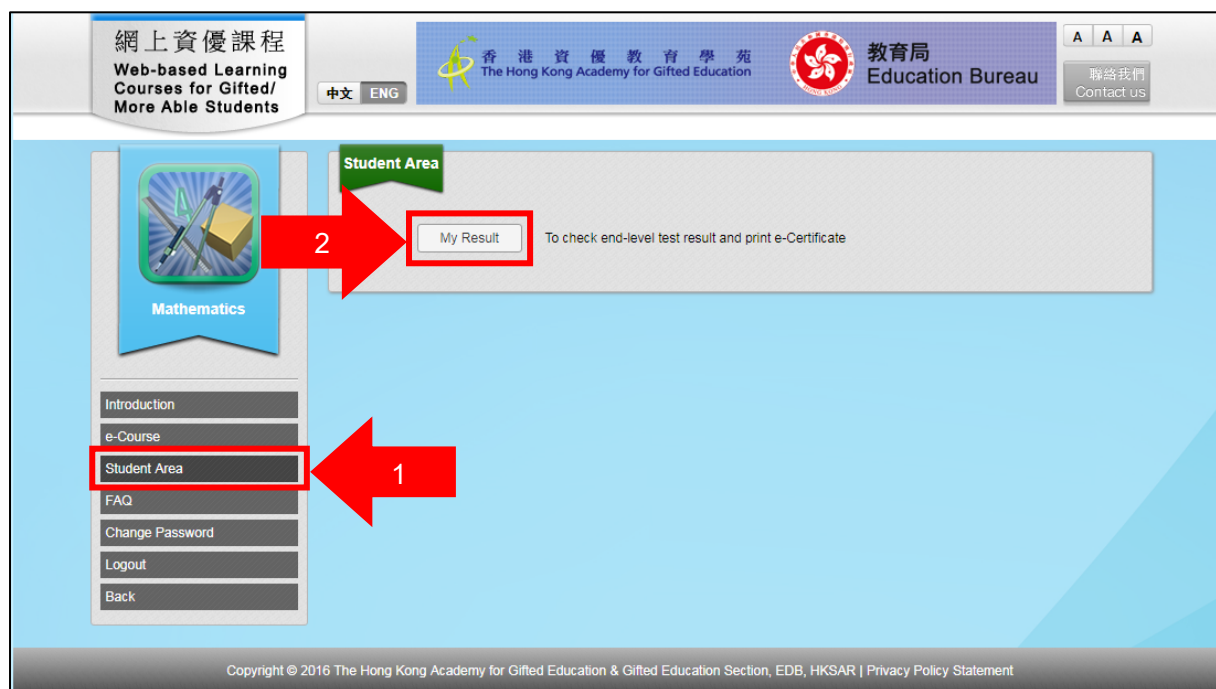 網上資優課程
Web-based Learning
Courses for Gifted/
More Able Students
中文 ENG
香港資優教育學苑
The Hong Kong Academy for Gifted Education
教育局
Education Bureau
A A A
聯絡我們
Contact us
Mathematics
Student Area
2
My Result
To check end-level test result and print e-Certificate
Introduction
e-Course
Student Area
1
FAQ
Change Password
Logout
Back
Copyright © 2016 The Hong Kong Academy for Gifted Education & Gifted Education Section, EDB, HKSAR | Privacy Policy Statement